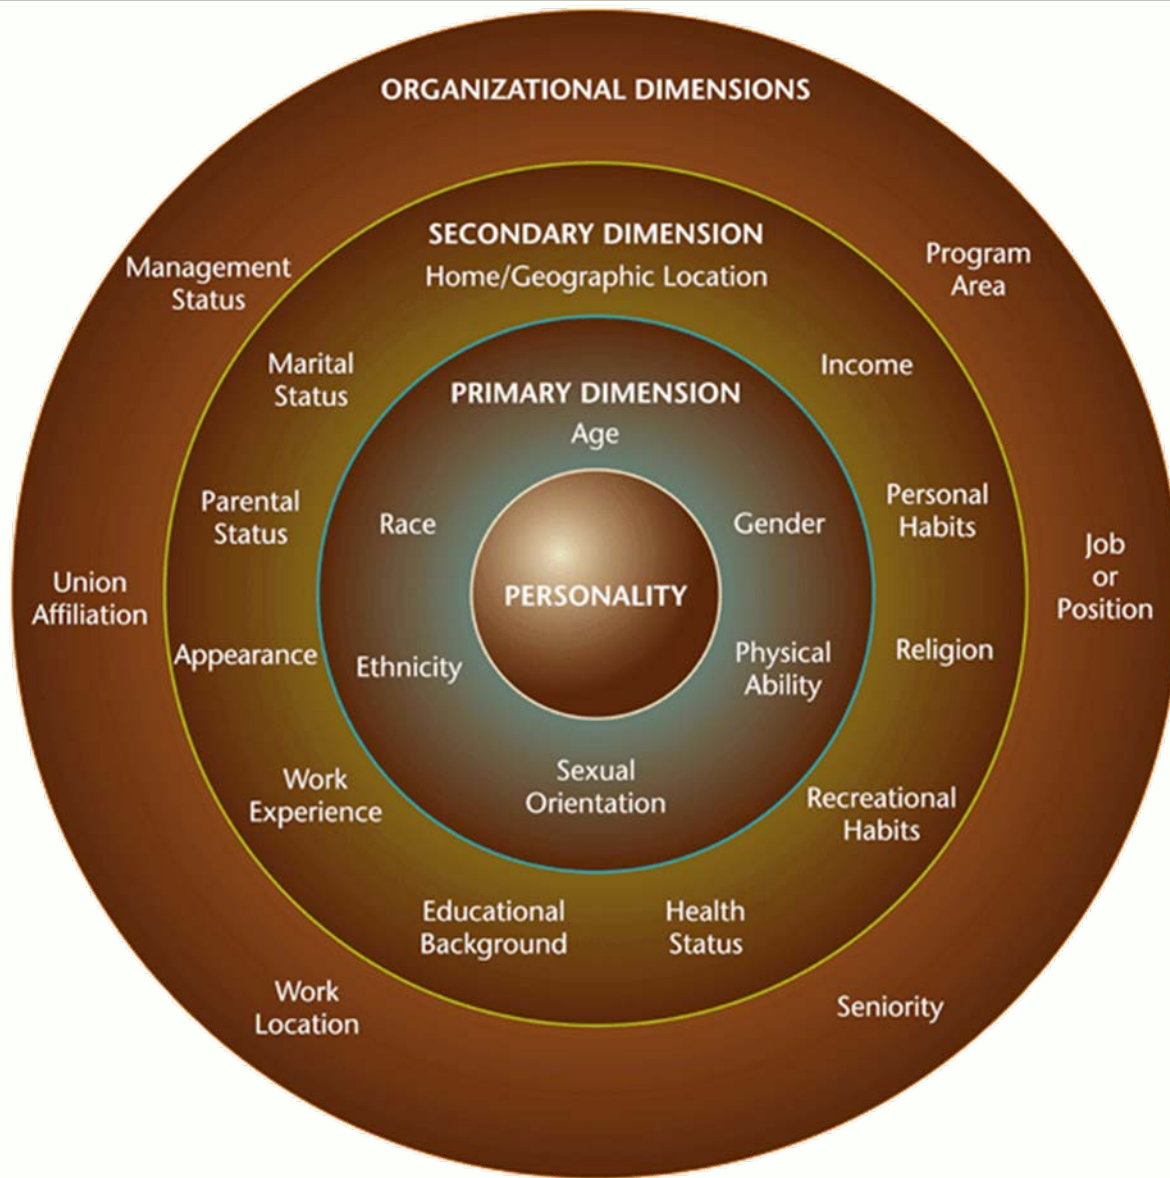 ORGANIZATIONAL DIMENSIONS
Management
Status
Program
Area
Union
Affiliation
Job
or
Position
Work
Location
Seniority
SECONDARY DIMENSION
Home/Geographic Location
Marital
Status
Income
Parental
Status
Personal
Habits
Appearance
Religion
Work
Experience
Recreational
Habits
Educational
Background
Health
Status
PRIMARY DIMENSION
Age
Race
Gender
Ethnicity
Physical
Ability
Sexual
Orientation
PERSONALITY